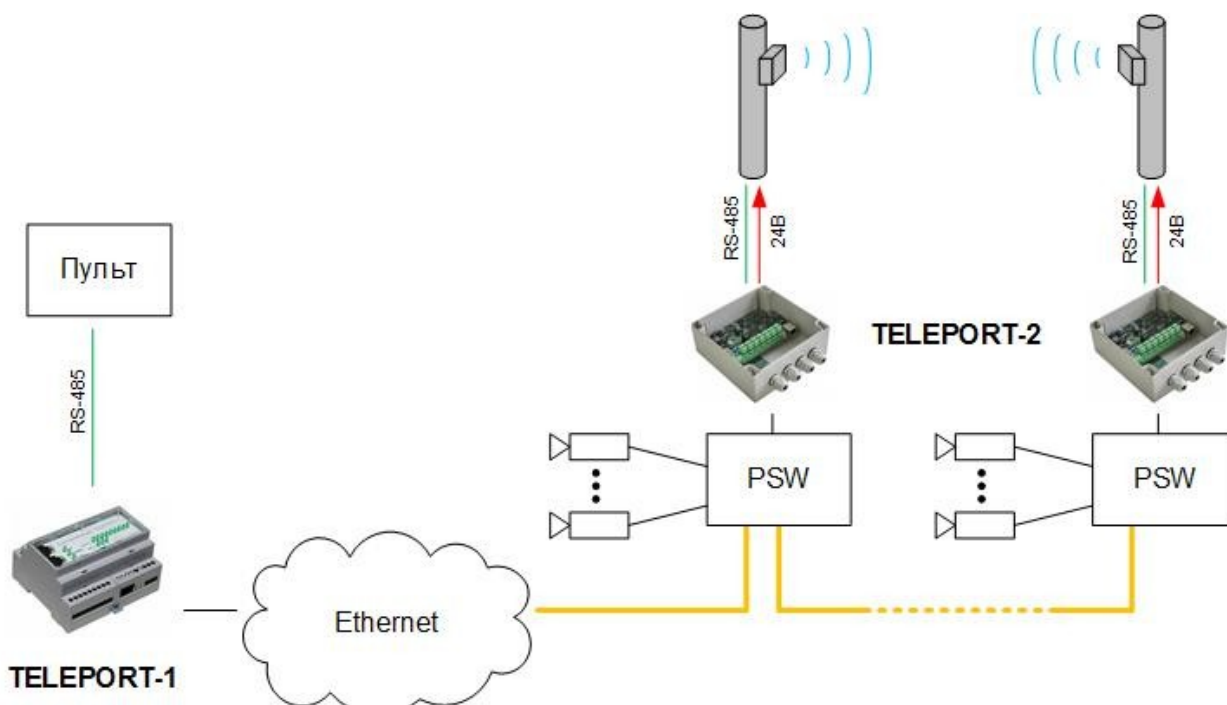 RS-485
24В
RS-485
24В
Пульт
TELEPORT-2
RS-485
PSW
PSW
Ethernet
TELEPORT-1